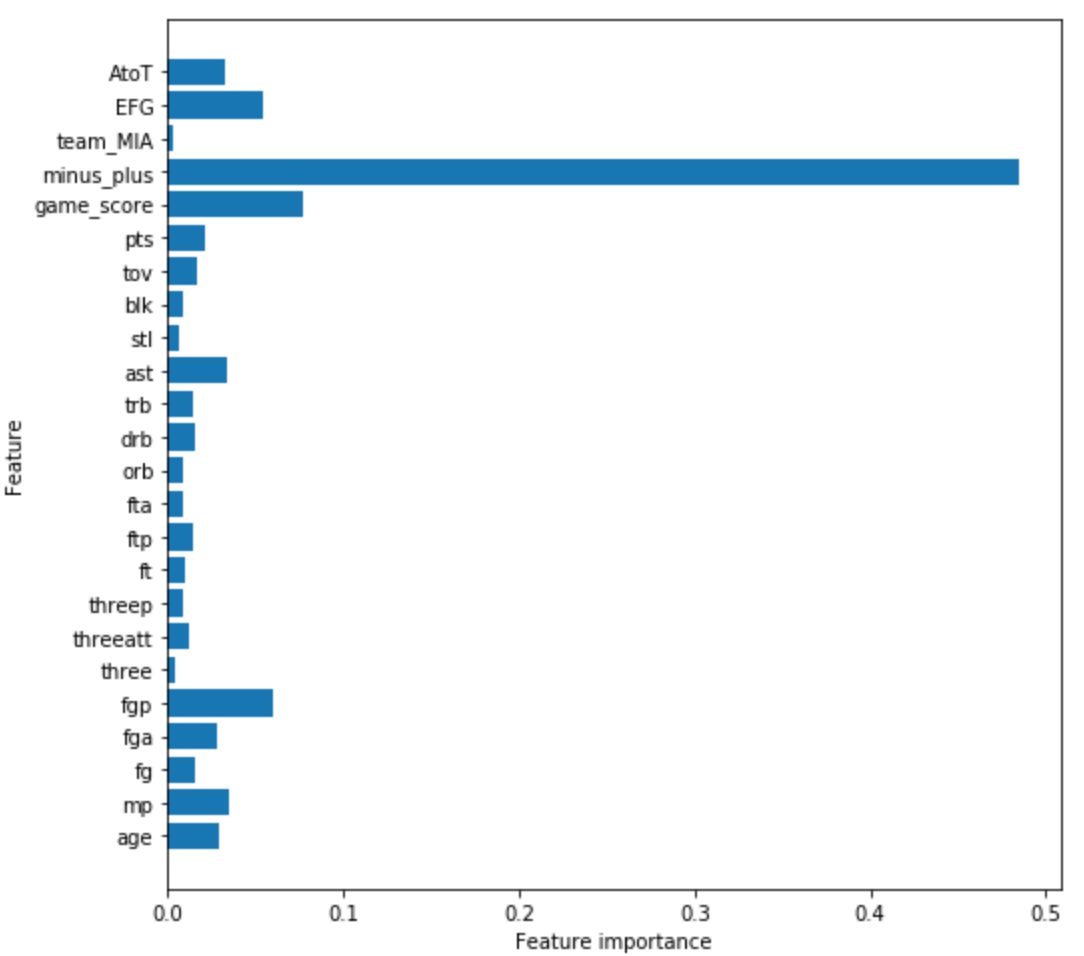 AtoT
EFG
team_MIA
minus_plus
game_score
pts
tov
blk
stl
ast
trb
drb
orb
fta
ftp
ft
threep
threeatt
three
fgp
fga
fg
mp
age
Feature
0.0 0.1 0.2 0.3 0.4 0.5
Feature importance